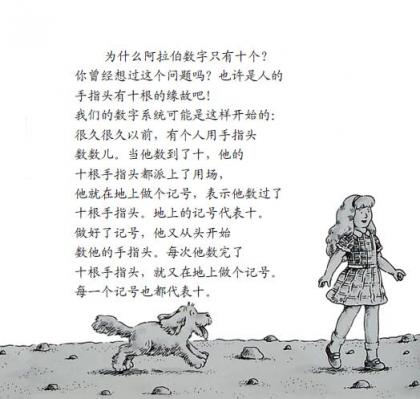 为什么阿拉伯数字只有十个？
你曾经想过这个问题吗？也许是人的
手指头有十根的缘故吧！
我们的数字系统可能是这样开始的：
很久很久以前，有个人用手指头
数数儿。当他数到了十，他的
十根手指头都派上了用场，
他就在地上做个记号，表示他数过了
十根手指头。地上的记号代表十。
做好了记号，他又从头开始
数他的手指头。每次他数完了
十根手指头，就又在地上做个记号。
每一个记号也都代表十。